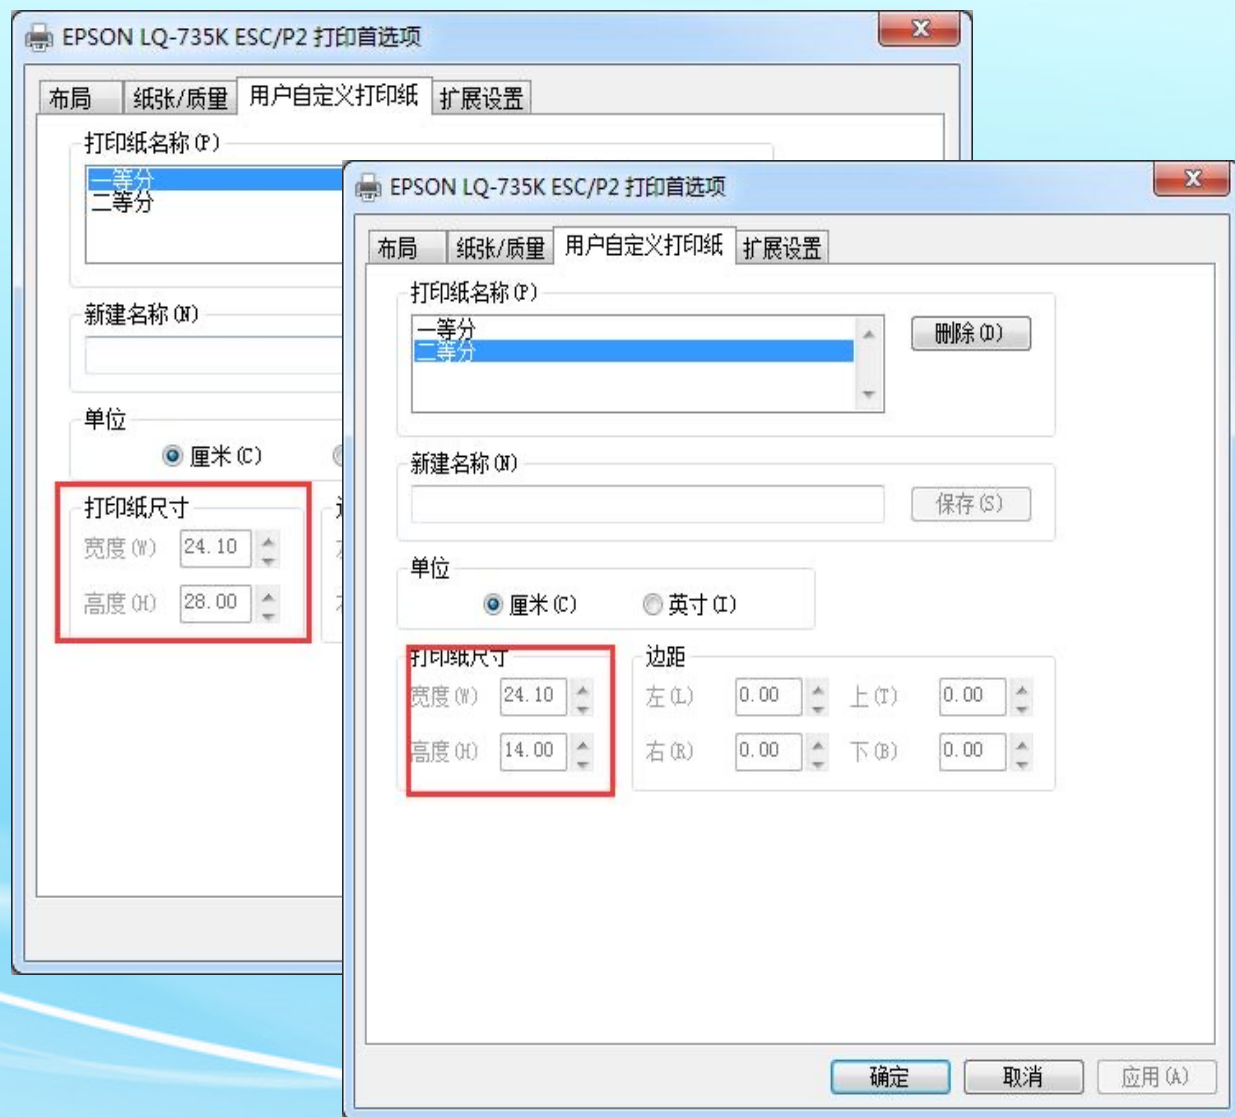 EPSON LQ-735K ESC/P2 打印首选项
布局 纸张/质量 用户自定义打印纸 扩展设置
打印纸名称(P)
一等分
二等分
新建名称(N)
单位
厘米(C)
打印纸尺寸
宽度(W) 24.10
高度(H) 28.00
EPSON LQ-735K ESC/P2 打印首选项
布局 纸张/质量 用户自定义打印纸 扩展设置
打印纸名称(P)
一等分
二等分
删除(D)
新建名称(N)
保存(S)
单位
厘米(C) 英寸(I)
打印纸尺寸 边距
宽度(W) 24.10 左(L) 0.00 上(T) 0.00
高度(H) 14.00 右(R) 0.00 下(B) 0.00
确定 取消 应用(A)